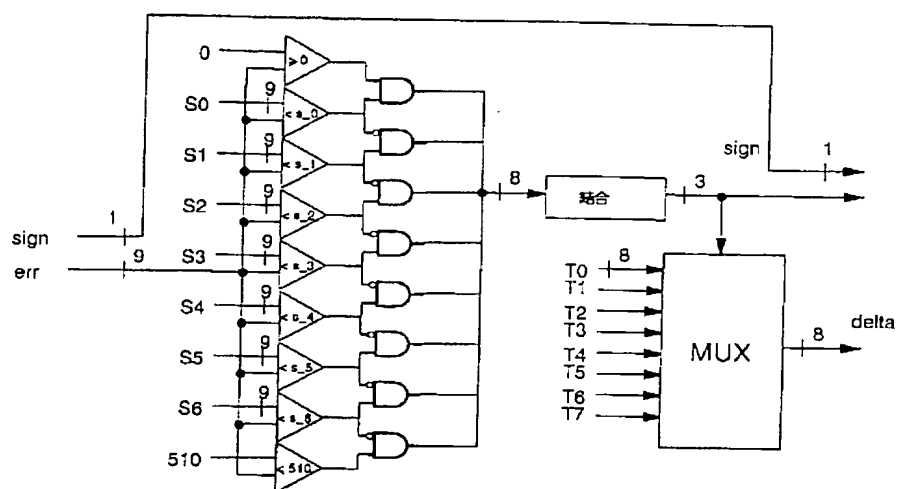 0
≥ 0
S0
9
< s_0
S1
9
< s_1
S2
9
< s_2
S3
9
< s_3
S4
9
S5
9
< s_5
S6
9
510
< 510
sign
1
err
9
8
結合
3
sign
1
T0
8
T1
T2
T3
T4
T5
T6
T7
MUX
8
delta